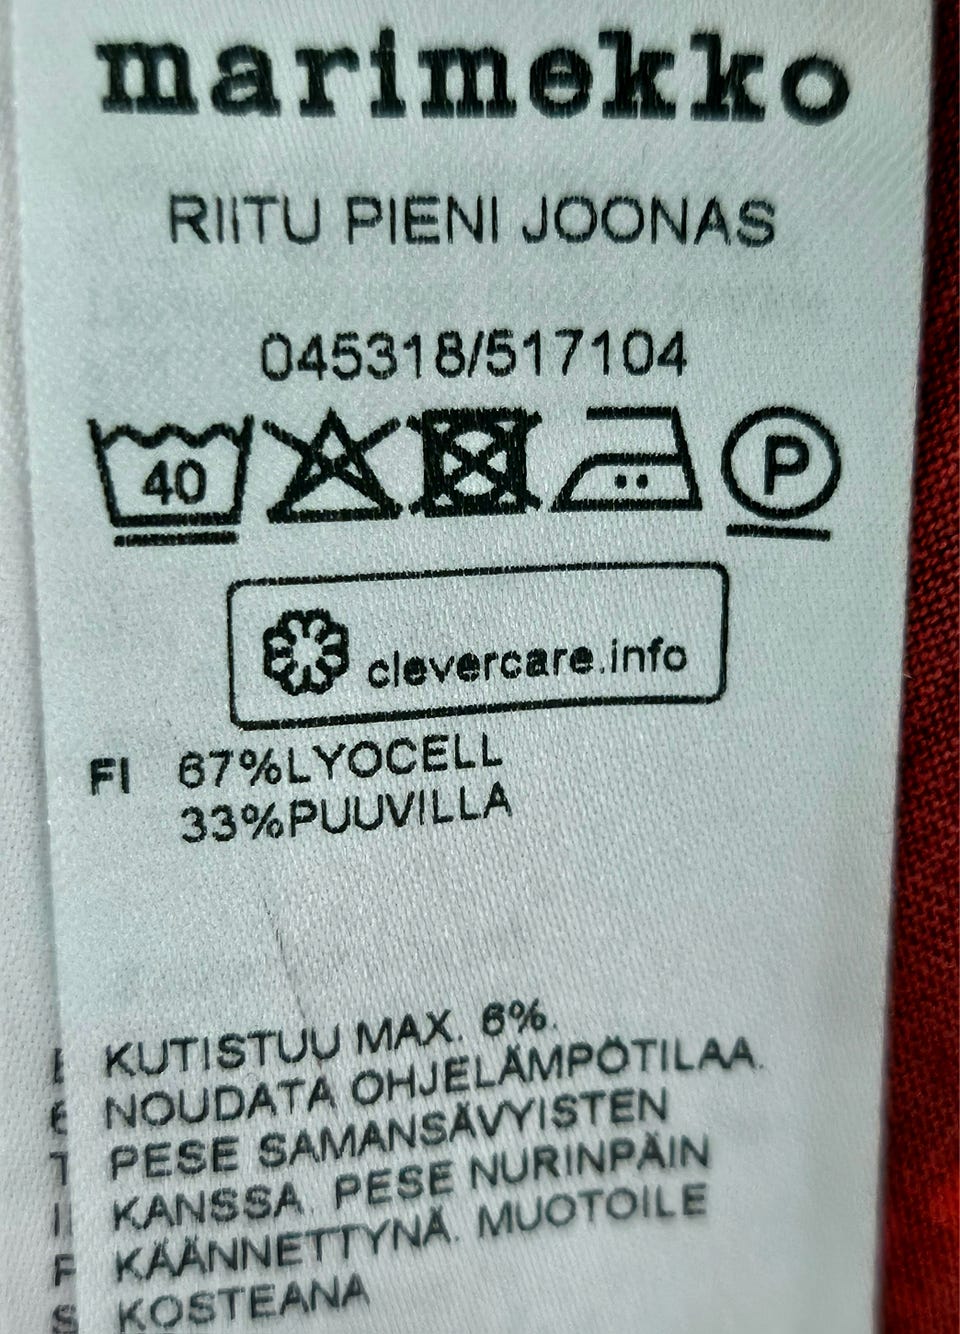 marimekko
RIITU PIENI JOONAS
045318/517104
40
P
clevercare.info
FI 67%LYOCELL
33%PUUVILLA
KUTISTUU MAX. 6%.
NOUDATA OHJELÄMPÖTILAA.
PESE SAMANSÄVYISTEN
KANSSA. PESE NURINPÄIN
KÄÄNNETTYNÄ. MUOTOILE
KOSTEANA